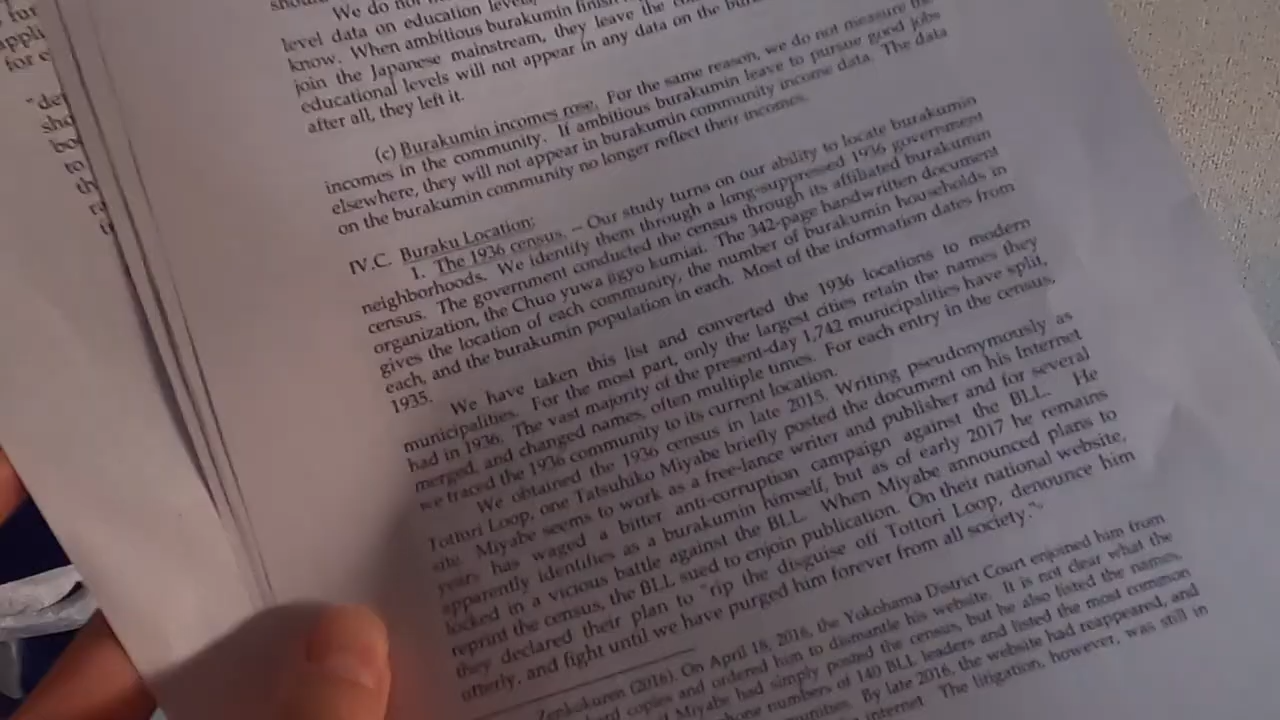 We do not
level data on education levels,
know. When ambitious burakumin finish
join the Japanese mainstream, they leave the
educational levels will not appear in any data on the
after all, they left it.
(c) Burakumin incomes rose. For the same reason, we do not measure the
incomes in the community. If ambitious burakumin leave to pursue good jobs
elsewhere, they will not appear in burakumin community income data. The data
on the burakumin community no longer reflect their incomes.
IV.C. Buraku Location:
1. The 1936 census. – Our study turns on our ability to locate burakumin
neighborhoods. We identify them through a long-suppressed 1936 government
census. The government conducted the census through its affiliated burakumin
organization, the Chuo yuwa jigyo kumiai. The 342-page handwritten document
gives the location of each community, the number of burakumin households in
each, and the burakumin population in each. Most of the information dates from
1935.
We have taken this list and converted the 1936 locations to modern
municipalities. For the most part, only the largest cities retain the names they
had in 1936. The vast majority of the present-day 1,742 municipalities have split,
merged, and changed names, often multiple times. For each entry in the census,
we traced the 1936 community to its current location.
We obtained the 1936 census in late 2015. Writing pseudonymously as
Tottori Loop, one Tatsuhiko Miyabe briefly posted the document on his Internet
site. Miyabe seems to work as a free-lance writer and publisher and for several
years has waged a bitter anti-corruption campaign against the BLL. He
apparently identifies as a burakumin himself, but as of early 2017 he remains
locked in a vicious battle against the BLL. When Miyabe announced plans to
reprint the census, the BLL sued to enjoin publication. On their national website,
they declared their plan to "rip the disguise off Tottori Loop, denounce him
utterly, and fight until we have purged him forever from all society."
Zenkokuren (2016). On April 18, 2016, the Yokohama District Court enjoined him from
copies and ordered him to dismantle his website. It is not clear what the
Miyabe had simply posted the census, but he also listed the names,
phone numbers of 140 BLL leaders and listed the most common
By late 2016, the website had reappeared, and
internet. The litigation, however, was still in